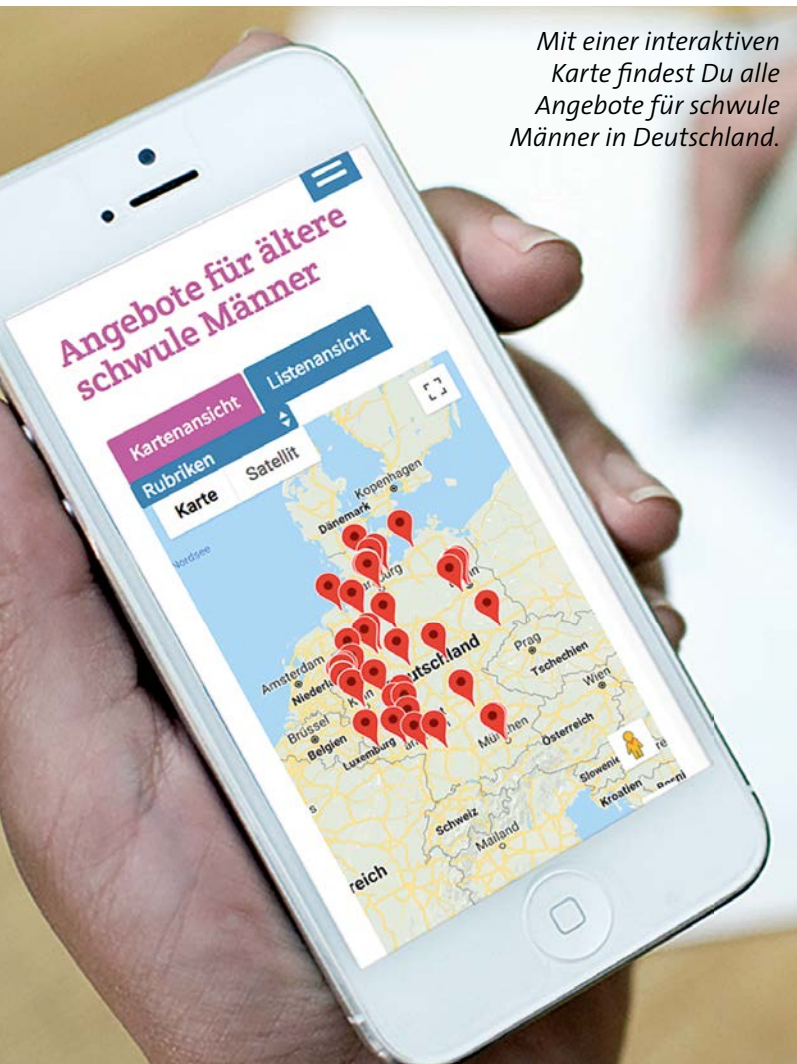 Mit einer interaktiven
Karte findest Du alle
Angebote für schwule
Männer in Deutschland.
Angebote für ältere
schwule Männer
Kartenansicht
Listenansicht
Rubriken
Karte
Satellit
Nordsee
Kopenhagen
Dänemark
Amsterdam
Prag
Tschechien
Wien
Brüssel
Belgien
Luxemburg
Österreich
Kroatien
Schweiz
Mailand